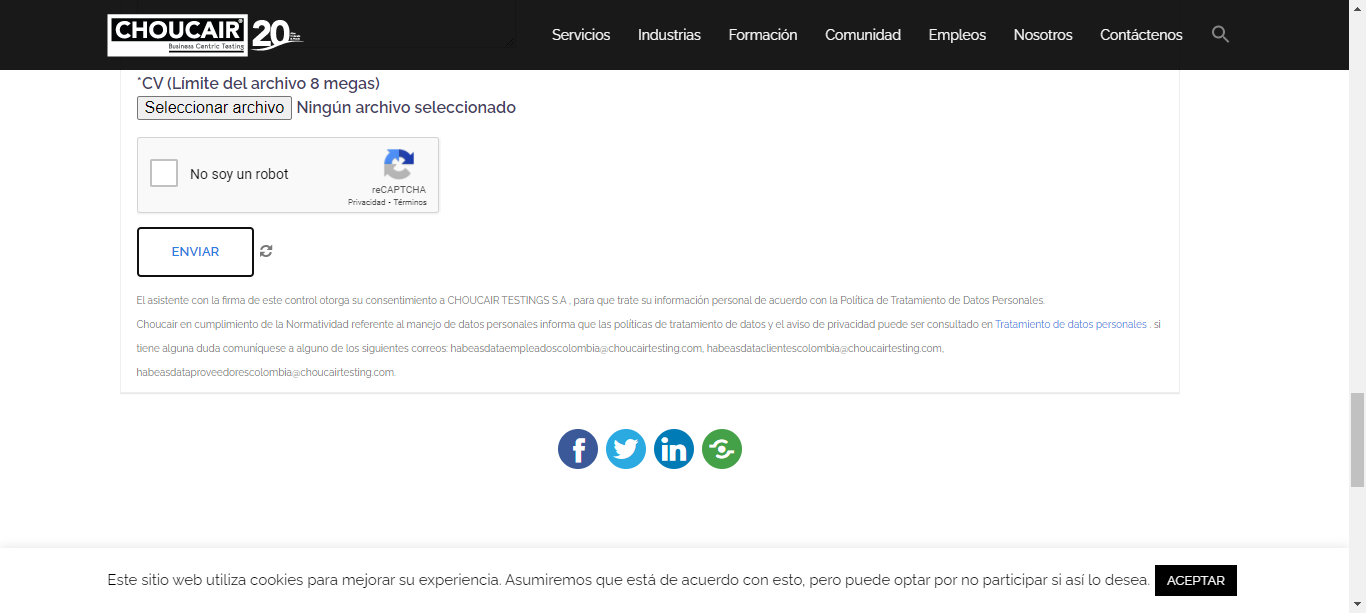 CHOUCAIR
Business Centric Testing
20
Servicios Industrias Formación Comunidad Empleos Nosotros Contáctenos
*CV (Límite del archivo 8 megas)
Seleccionar archivo Ningún archivo seleccionado
No soy un robot
reCAPTCHA
Privacidad - Términos
ENVIAR
El asistente con la firma de este control otorga su consentimiento a CHOUCAIR TESTINGS S.A , para que trate su información personal de acuerdo con la Política de Tratamiento de Datos Personales.
Choucair en cumplimiento de la Normatividad referente al manejo de datos personales informa que las políticas de tratamiento de datos y el aviso de privacidad puede ser consultado en Tratamiento de datos personales . si
tiene alguna duda comuníquese a alguno de los siguientes correos: habeasdataempleadoscolombia@choucairtesting.com, habeasdataclientescolombia@choucairtesting.com,
habeasdataproveedorescolombia@choucairtesting.com.
Este sitio web utiliza cookies para mejorar su experiencia. Asumiremos que está de acuerdo con esto, pero puede optar por no participar si así lo desea. ACEPTAR